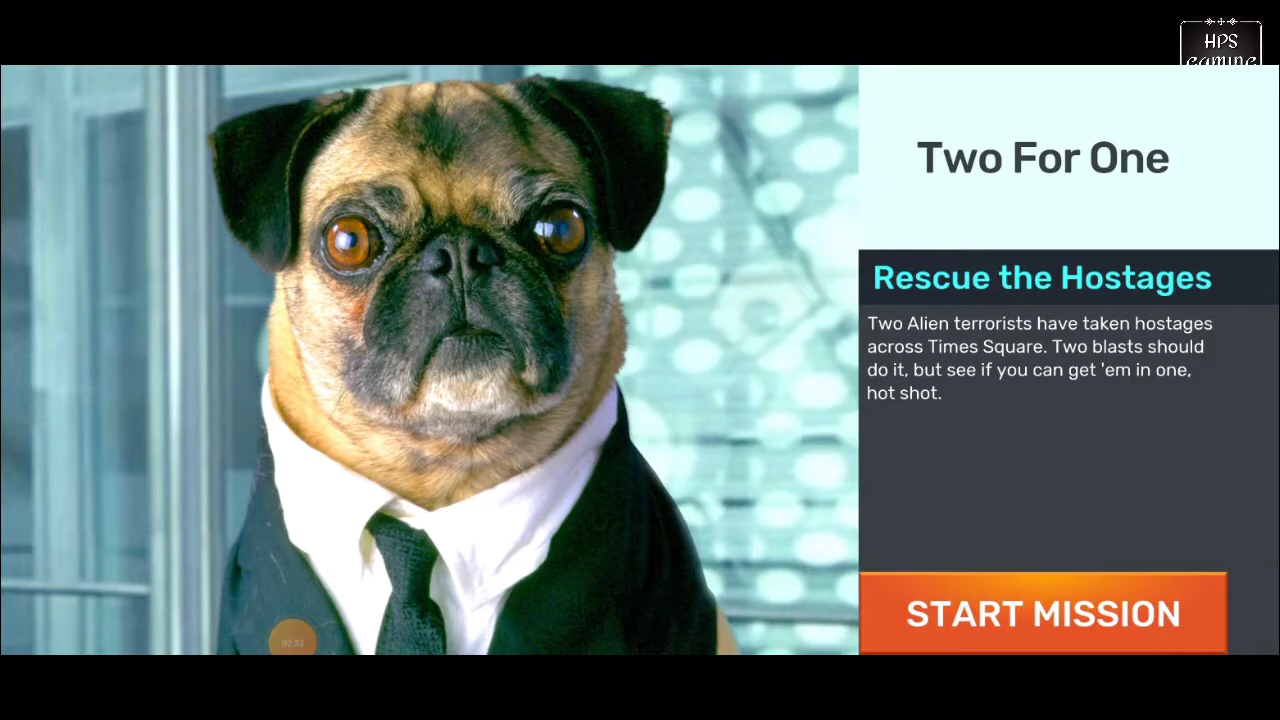 HPS
Gaming
Two For One
Rescue the Hostages
Two Alien terrorists have taken hostages
across Times Square. Two blasts should
do it, but see if you can get 'em in one,
hot shot.
START MISSION